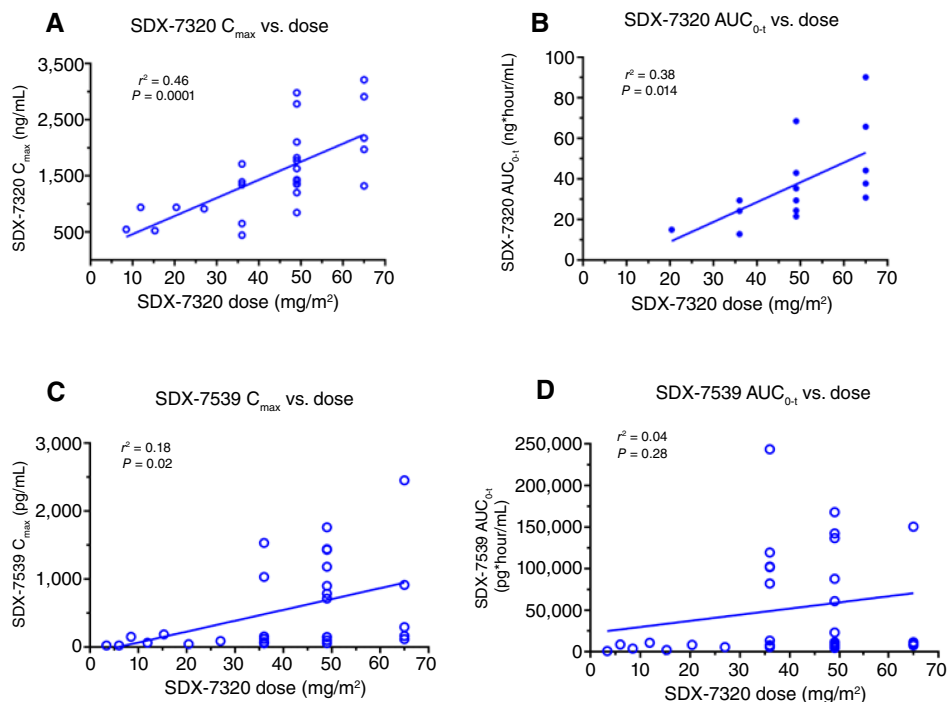 A
SDX-7320 Cmax vs. dose
r² = 0.46
P = 0.0001
SDX-7320 Cmax (ng/mL)
3,500
2,500
1,500
500
0 10 20 30 40 50 60 70
SDX-7320 dose (mg/m²)
B
SDX-7320 AUC0-t vs. dose
r² = 0.38
P = 0.014
SDX-7320 AUC0-t (ng*hour/mL)
100
80
60
40
20
0
0 10 20 30 40 50 60 70
SDX-7320 dose (mg/m²)
C
SDX-7539 Cmax vs. dose
r² = 0.18
P = 0.02
SDX-7539 Cmax (pg/mL)
3,000
2,000
1,000
0
0 10 20 30 40 50 60 70
SDX-7320 dose (mg/m²)
D
SDX-7539 AUC0-t vs. dose
r² = 0.04
P = 0.28
SDX-7539 AUC0-t
(pg*hour/mL)
250,000
200,000
150,000
100,000
50,000
0
0 10 20 30 40 50 60 70
SDX-7320 dose (mg/m²)